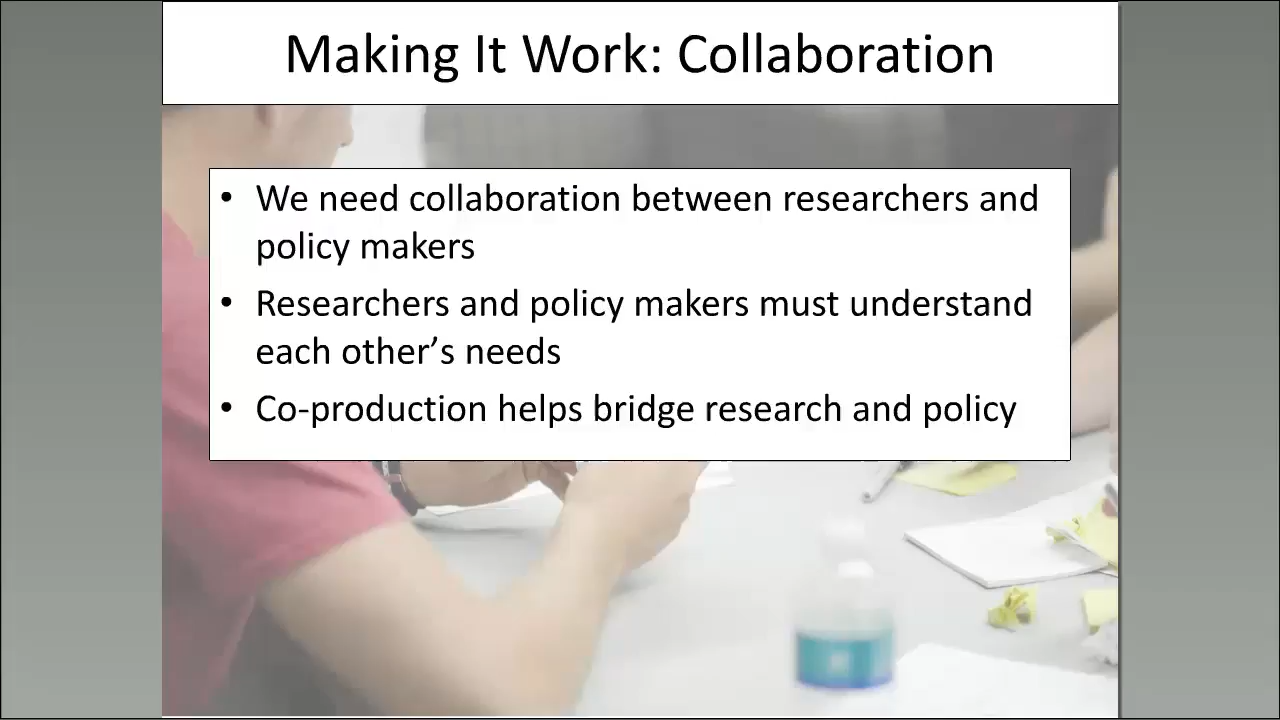 Making It Work: Collaboration
• We need collaboration between researchers and
policy makers
• Researchers and policy makers must understand
each other’s needs
• Co-production helps bridge research and policy